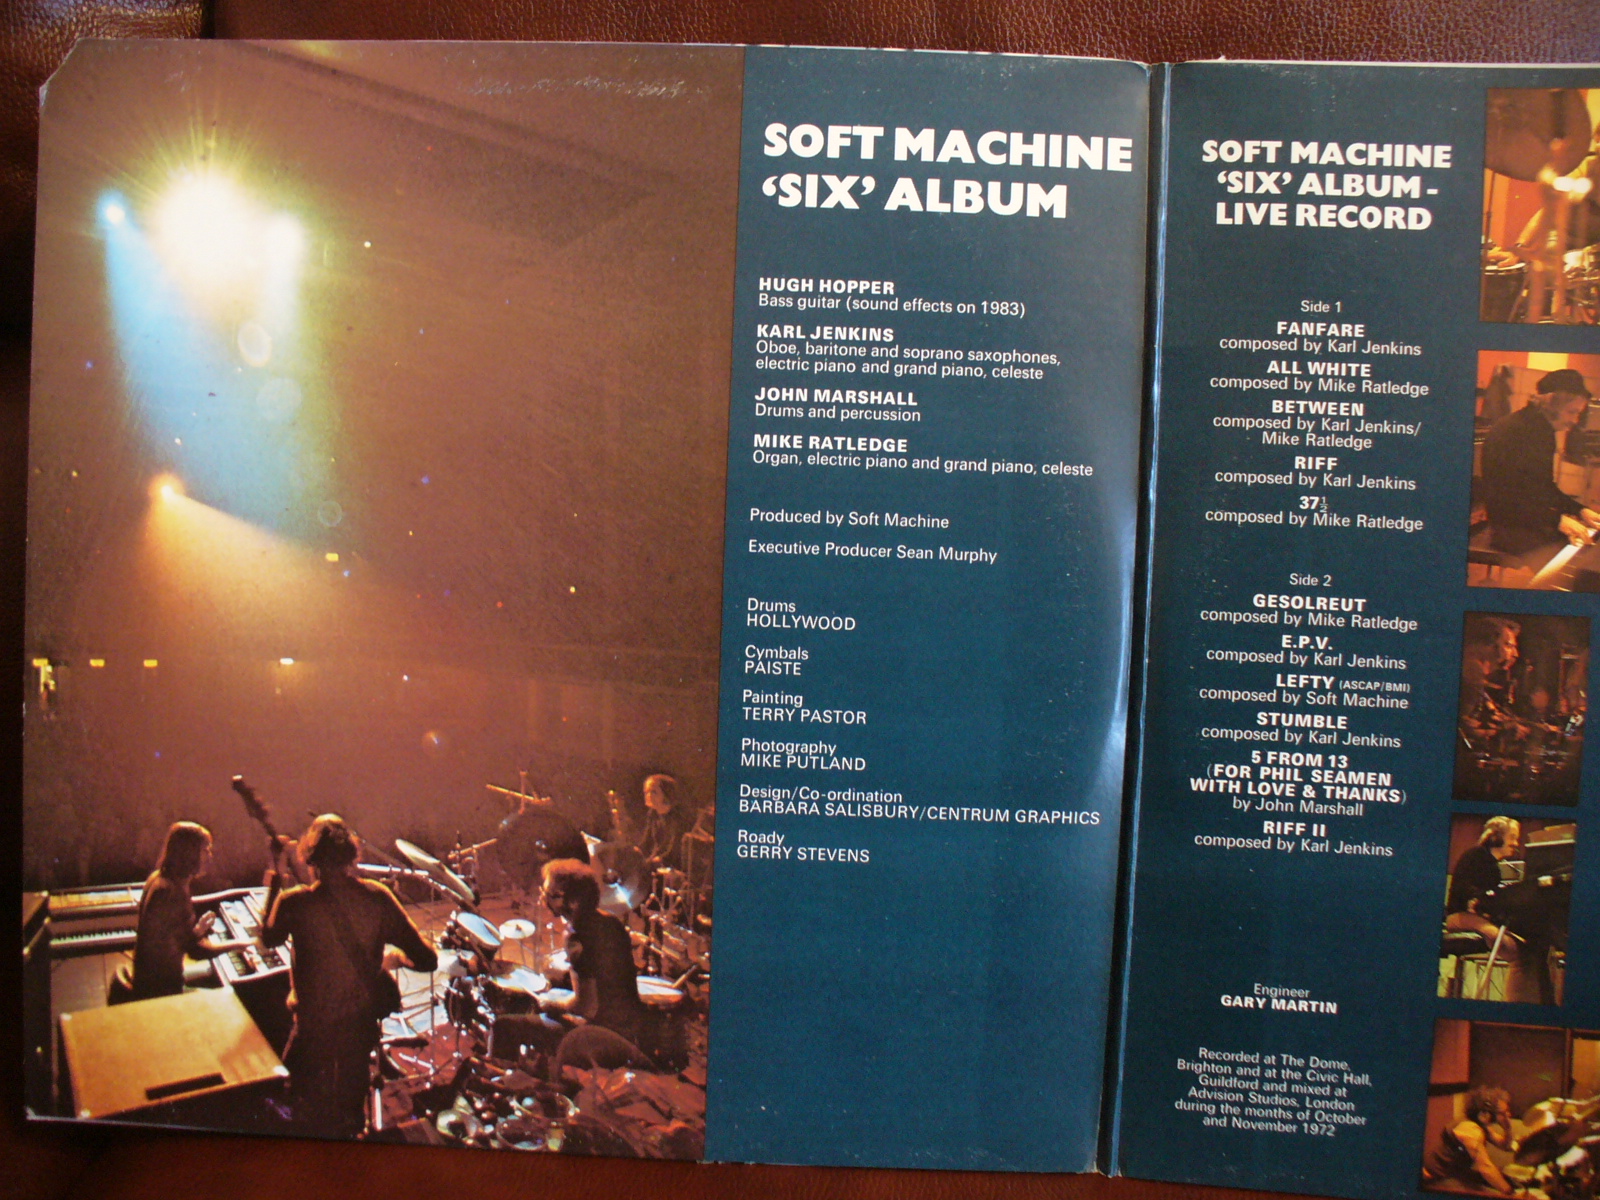 SOFT MACHINE
‘SIX’ ALBUM
HUGH HOPPER
Bass guitar (sound effects on 1983)
KARL JENKINS
Oboe, baritone and soprano saxophones,
electric piano and grand piano, celeste
JOHN MARSHALL
Drums and percussion
MIKE RATLEDGE
Organ, electric piano and grand piano, celeste
Produced by Soft Machine
Executive Producer Sean Murphy
Drums
HOLLYWOOD
Cymbals
PAISTE
Painting
TERRY PASTOR
Photography
MIKE PUTLAND
Design/Co-ordination
BARBARA SALISBURY/CENTRUM GRAPHICS
Roady
GERRY STEVENS
SOFT MACHINE
‘SIX’ ALBUM -
LIVE RECORD
Side 1
FANFARE
composed by Karl Jenkins
ALL WHITE
composed by Mike Ratledge
BETWEEN
composed by Karl Jenkins/
Mike Ratledge
RIFF
composed by Karl Jenkins
37½
composed by Mike Ratledge
Side 2
GESOLREUT
composed by Mike Ratledge
E.P.V.
composed by Karl Jenkins
LEFTY (ASCAP/BMI)
composed by Soft Machine
STUMBLE
composed by Karl Jenkins
5 FROM 13
(FOR PHIL SEAMEN
WITH LOVE & THANKS)
by John Marshall
RIFF II
composed by Karl Jenkins
Engineer
GARY MARTIN
Recorded at The Dome,
Brighton and at the Civic Hall,
Guildford and mixed at
Advision Studios, London
during the months of October
and November 1972